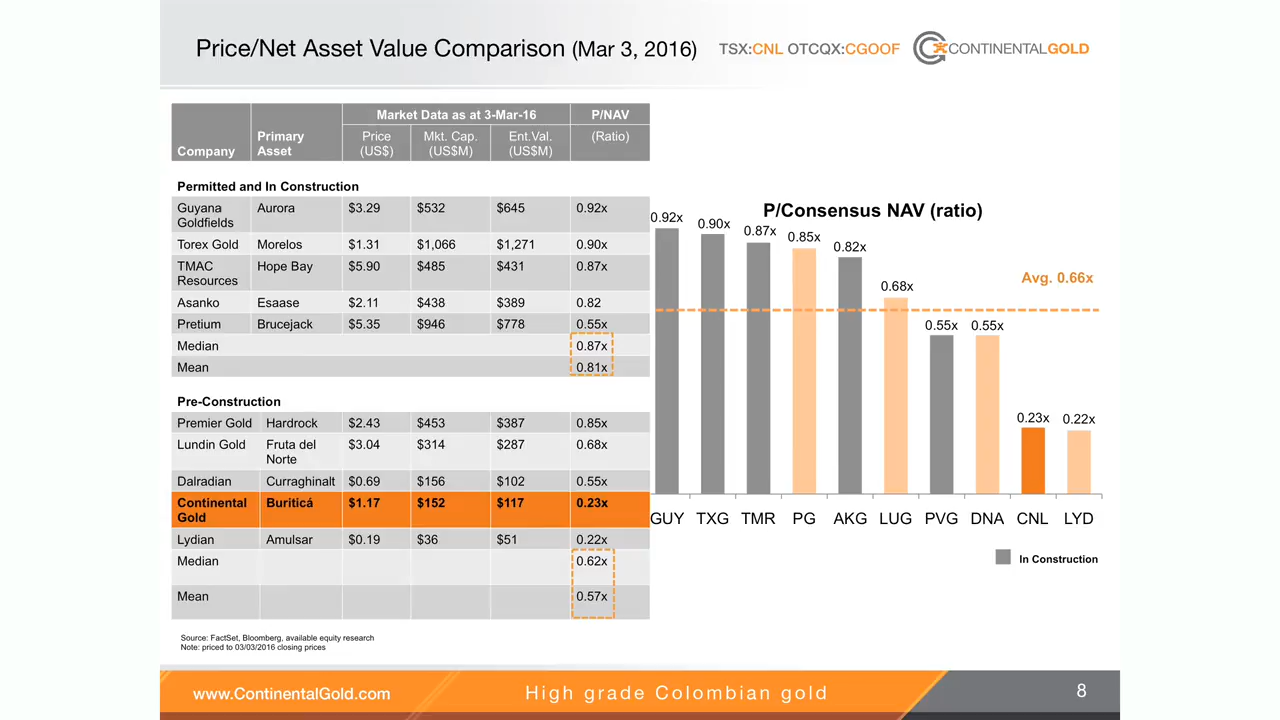 Price/Net Asset Value Comparison (Mar 3, 2016)
TSX:CNL OTCQX:CGOOF
CONTINENTALGOLD
Market Data as at 3-Mar-16 P/NAV
Company Primary Asset Price (US$) Mkt. Cap. (US$M) Ent.Val. (US$M) (Ratio)
Permitted and In Construction
Guyana Goldfields Aurora $3.29 $532 $645 0.92x
Torex Gold Morelos $1.31 $1,066 $1,271 0.90x
TMAC Resources Hope Bay $5.90 $485 $431 0.87x
Asanko Esaase $2.11 $438 $389 0.82
Pretium Brucejack $5.35 $946 $778 0.55x
Median 0.87x
Mean 0.81x
Pre-Construction
Premier Gold Hardrock $2.43 $453 $387 0.85x
Lundin Gold Fruta del Norte $3.04 $314 $287 0.68x
Dalradian Curraghinalt $0.69 $156 $102 0.55x
Continental Gold Buriticá $1.17 $152 $117 0.23x
Lydian Amulsar $0.19 $36 $51 0.22x
Median 0.62x
Mean 0.57x
P/Consensus NAV (ratio)
0.92x 0.90x 0.87x 0.85x 0.82x 0.68x 0.55x 0.55x 0.23x 0.22x
Avg. 0.66x
GUY TXG TMR PG AKG LUG PVG DNA CNL LYD
In Construction
Source: FactSet, Bloomberg, available equity research
Note: priced to 03/03/2016 closing prices
www.ContinentalGold.com
High grade Colombian gold
8